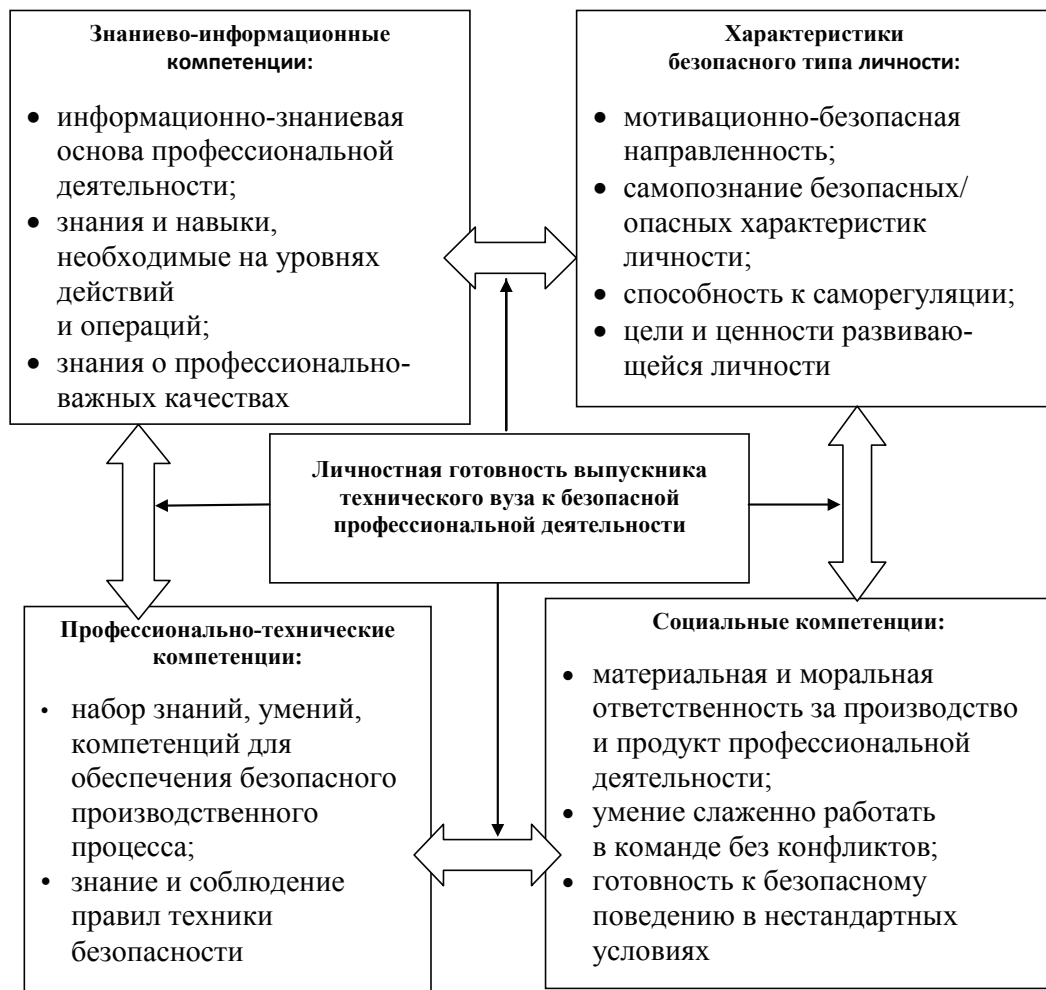 Знаниево-информационные
компетенции:
• информационно-знаниевая
основа профессиональной
деятельности;
• знания и навыки,
необходимые на уровнях
действий
и операций;
• знания о профессионально-
важных качествах
Характеристики
безопасного типа личности:
• мотивационно-безопасная
направленность;
• самопознание безопасных/
опасных характеристик
личности;
• способность к саморегуляции;
• цели и ценности развиваю-
щейся личности
Личностная готовность выпускника
технического вуза к безопасной
профессиональной деятельности
Профессионально-технические
компетенции:
• набор знаний, умений,
компетенций для
обеспечения безопасного
производственного
процесса;
• знание и соблюдение
правил техники
безопасности
Социальные компетенции:
• материальная и моральная
ответственность за производство
и продукт профессиональной
деятельности;
• умение слаженно работать
в команде без конфликтов;
• готовность к безопасному
поведению в нестандартных
условиях